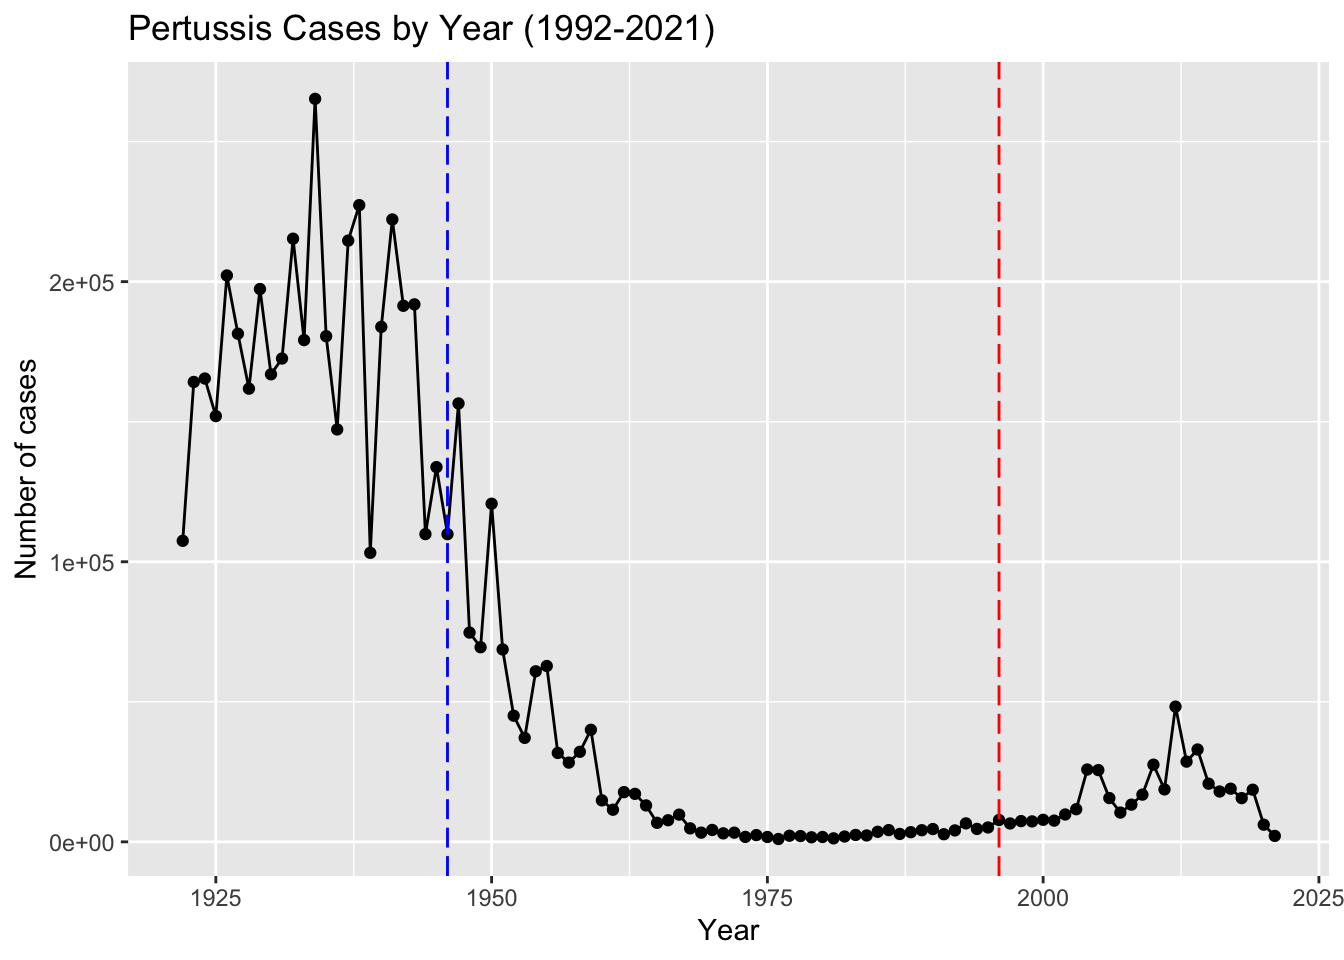 Pertussis Cases by Year (1992-2021)
Number of cases
2e+05
1e+05
0e+00
1925 1950 1975 2000 2025
Year